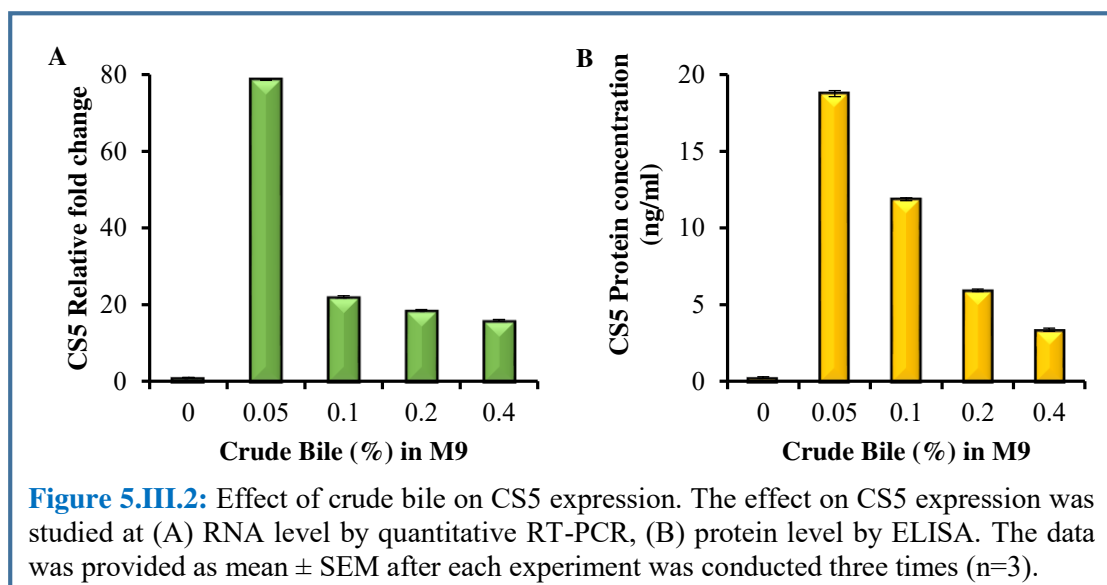 A
CS5 Relative fold change
80
60
40
20
0
0 0.05 0.1 0.2 0.4
Crude Bile (%) in M9
B
CS5 Protein concentration
(ng/ml)
20
15
10
5
0
0 0.05 0.1 0.2 0.4
Crude Bile (%) in M9
Figure 5.III.2: Effect of crude bile on CS5 expression. The effect on CS5 expression was
studied at (A) RNA level by quantitative RT-PCR, (B) protein level by ELISA. The data
was provided as mean ± SEM after each experiment was conducted three times (n=3).